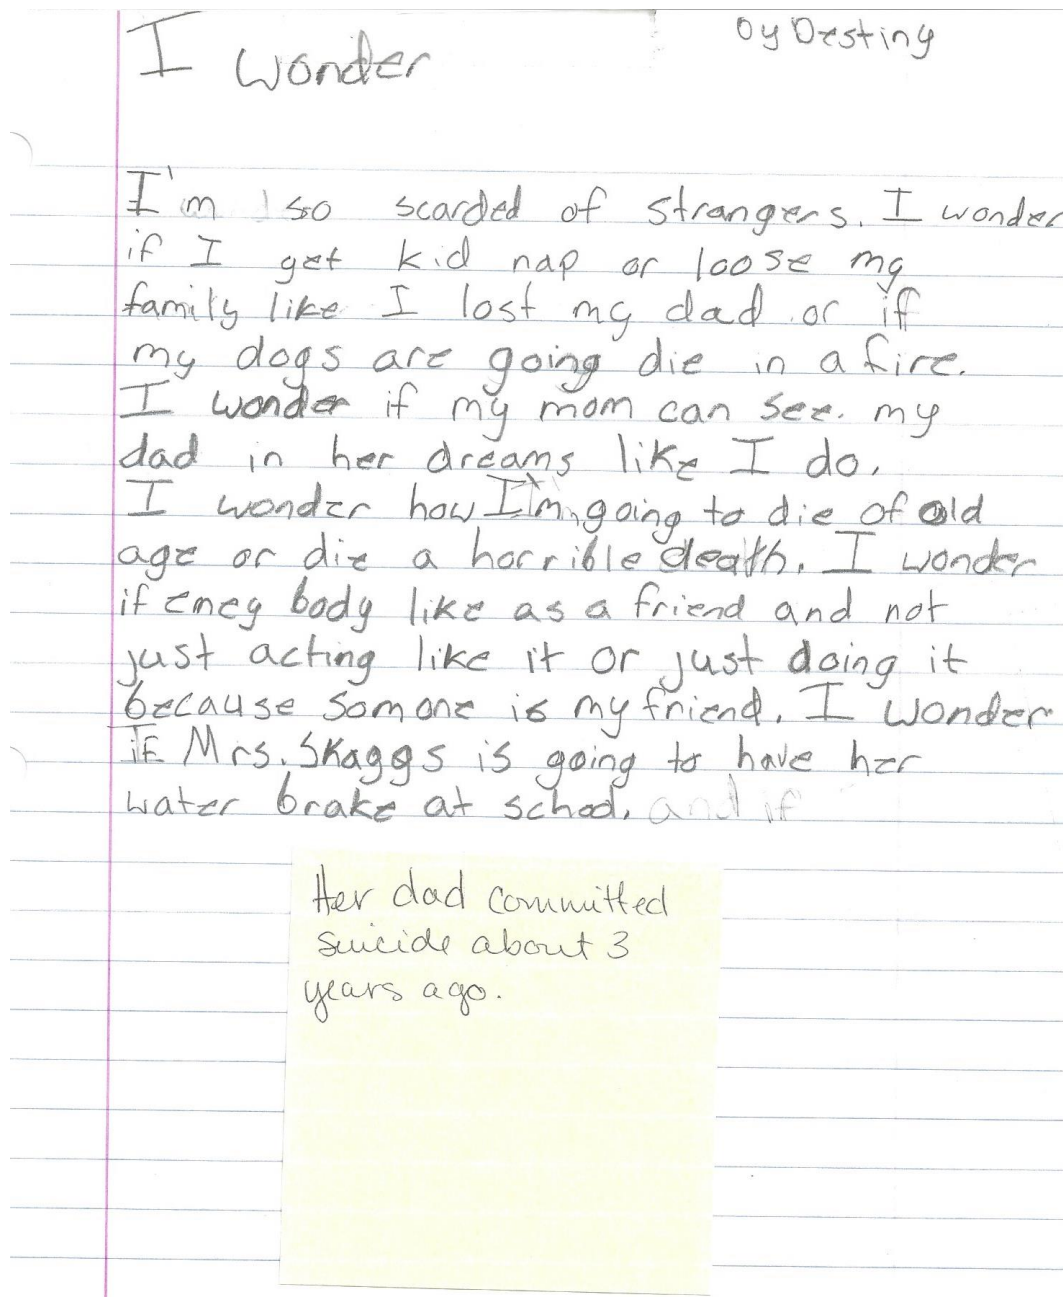 I wonder
by Destiny
I'm so scarded of strangers. I wonder
if I get kid nap or loose my
family like I lost my dad or if
my dogs are going die in a fire.
I wonder if my mom can see my
dad in her dreams like I do.
I wonder how I'm going to die of old
age or die a horrible death. I wonder
if eney body like as a friend and not
just acting like it or just doing it
because somone is my friend. I wonder
if Mrs. Skaggs is going to have her
water brake at school. and if
Her dad committed
suicide about 3
years ago.